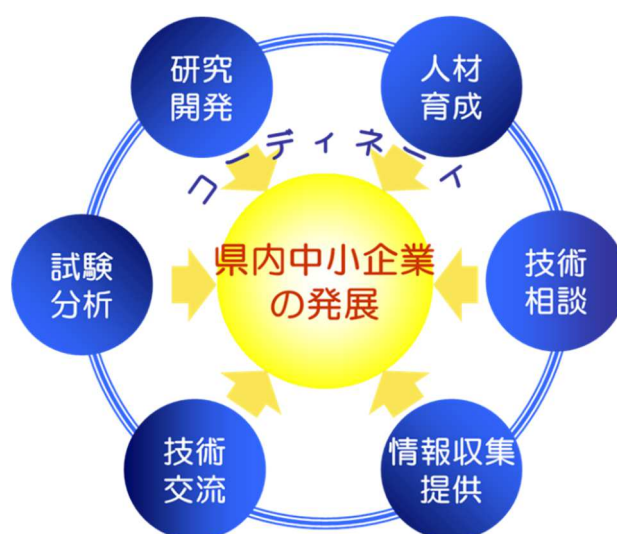 研究
開発
人材
育成
コーディネート
試験
分析
県内中小企業
の発展
技術
相談
技術
交流
情報収集
提供